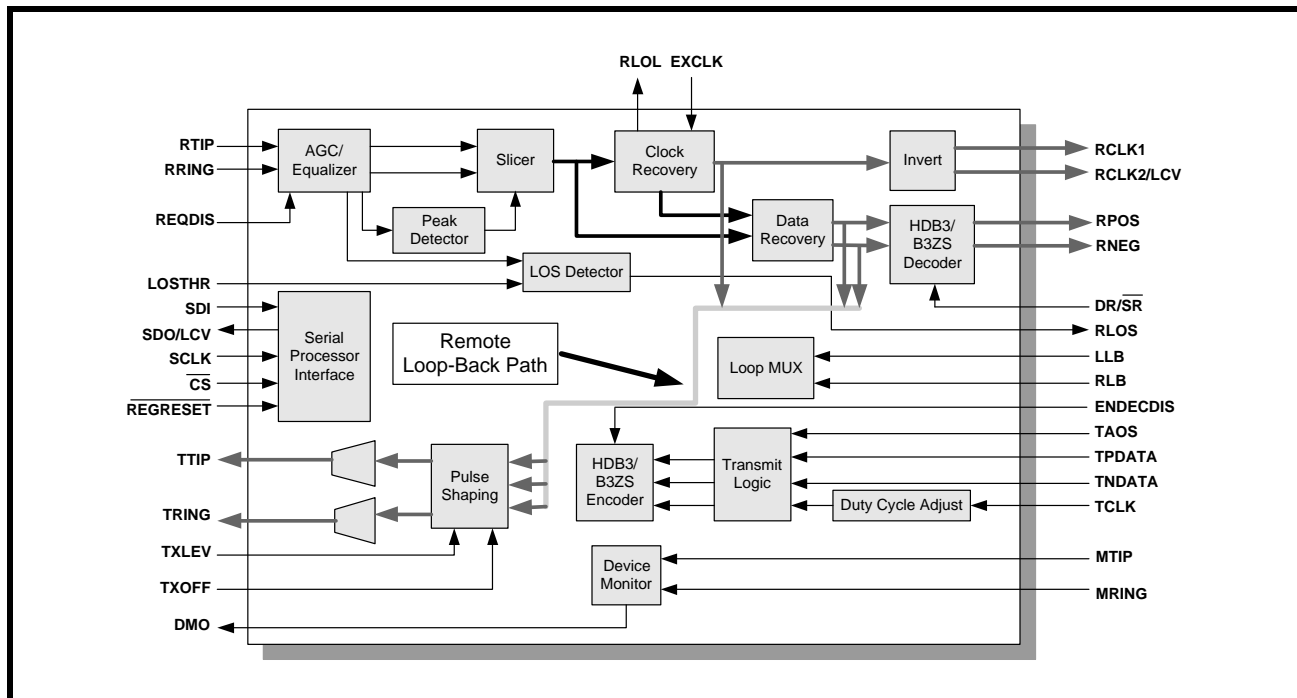 RLOL EXCLK
RTIP
RRING
REQDIS
LOSTHR
SDI
SDO/LCV
SCLK
CS
REGRESET
TTIP
TRING
TXLEV
TXOFF
DMO
AGC/
Equalizer
Peak
Detector
Slicer
LOS Detector
Clock
Recovery
Data
Recovery
Invert
HDB3/
B3ZS
Decoder
Serial
Processor
Interface
Remote
Loop-Back Path
Loop MUX
Pulse
Shaping
HDB3/
B3ZS
Encoder
Transmit
Logic
Duty Cycle Adjust
Device
Monitor
RCLK1
RCLK2/LCV
RPOS
RNEG
DR/SR
RLOS
LLB
RLB
ENDECDIS
TAOS
TPDATA
TNDATA
TCLK
MTIP
MRING